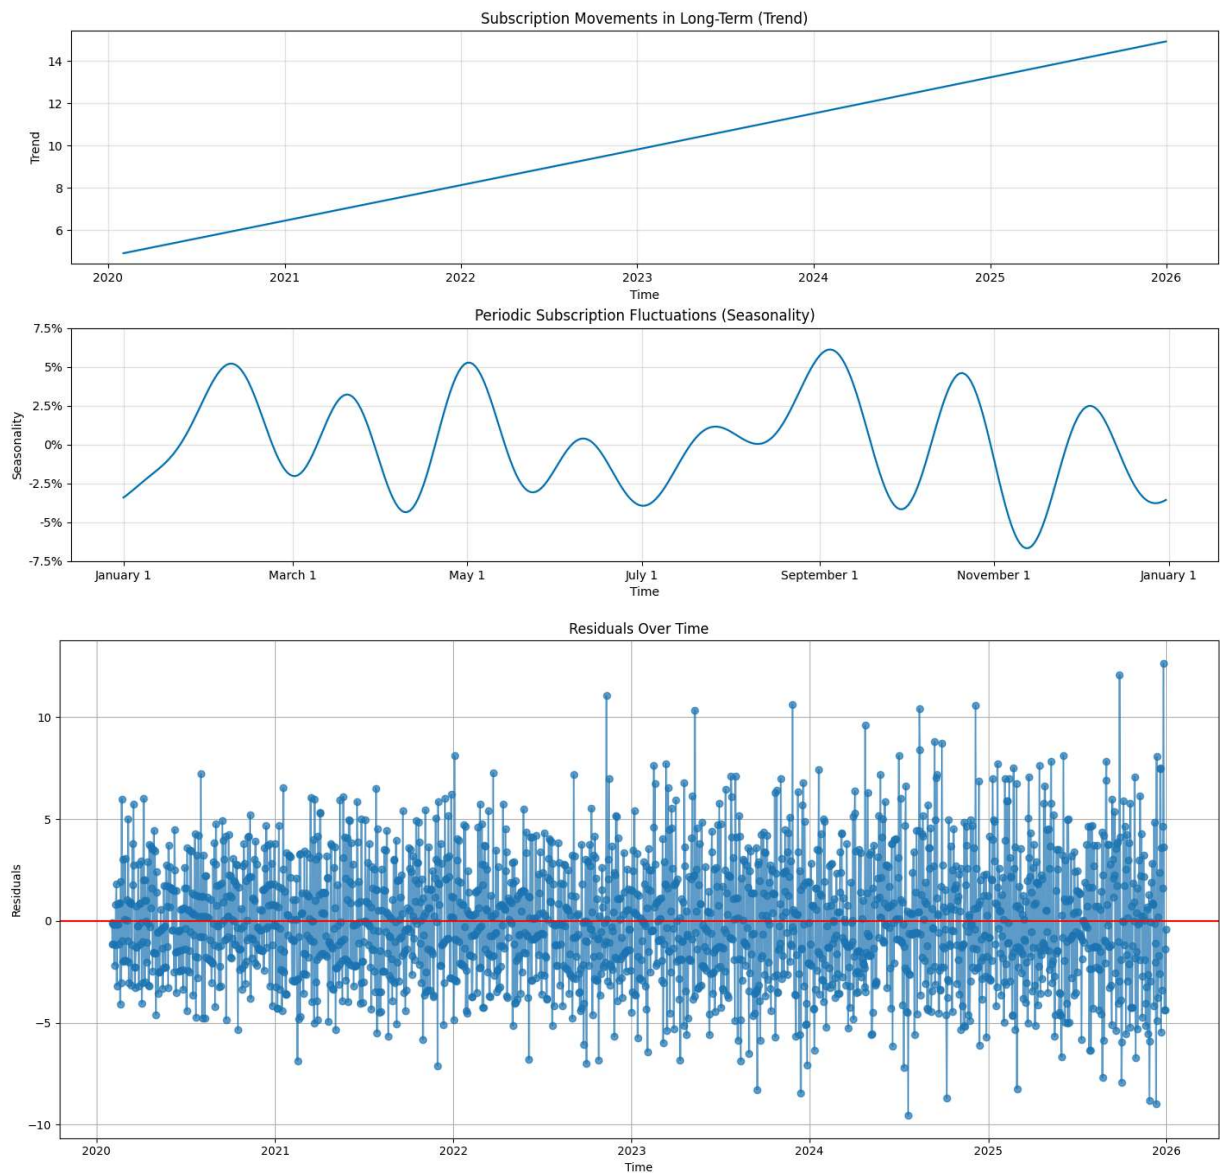 Subscription Movements in Long-Term (Trend)
Trend
14
12
10
8
6
2020 2021 2022 2023 2024 2025 2026
Time
Periodic Subscription Fluctuations (Seasonality)
Seasonality
7.5%
5%
2.5%
0%
-2.5%
-5%
-7.5%
January 1 March 1 May 1 July 1 September 1 November 1 January 1
Time
Residuals Over Time
Residuals
10
5
0
−5
−10
2020 2021 2022 2023 2024 2025 2026
Time